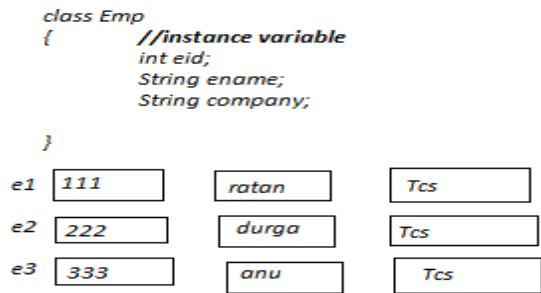 class Emp
{ //instance variable
int eid;
String ename;
String company;
}
e1 111 ratan Tcs
e2 222 durga Tcs
e3 333 anu Tcs